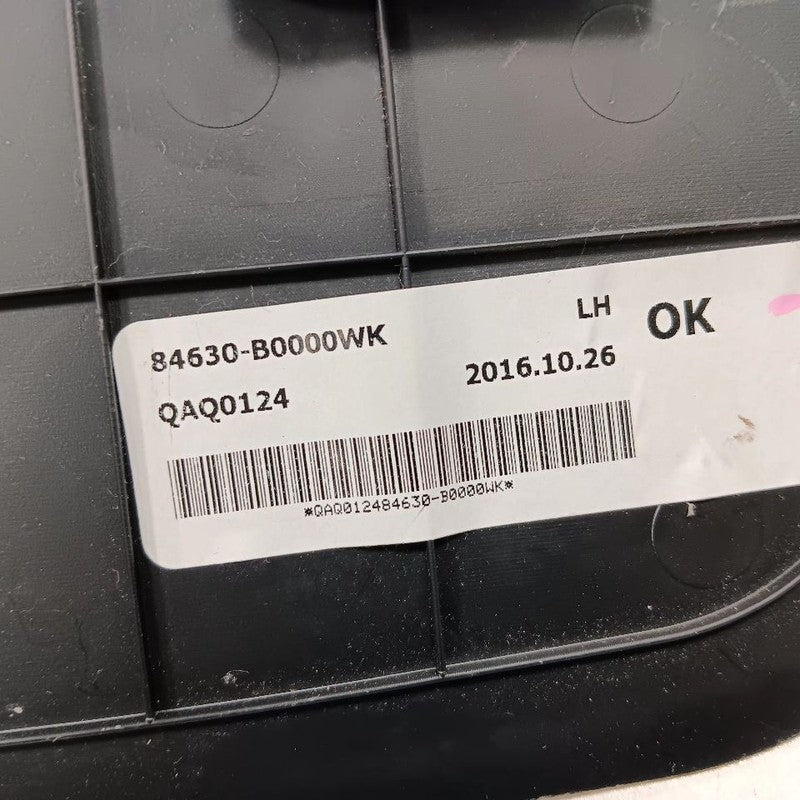 84630-B0000WK
LH
OK
QAQ0124
2016.10.26
*QAQ012484630-B0000WK*